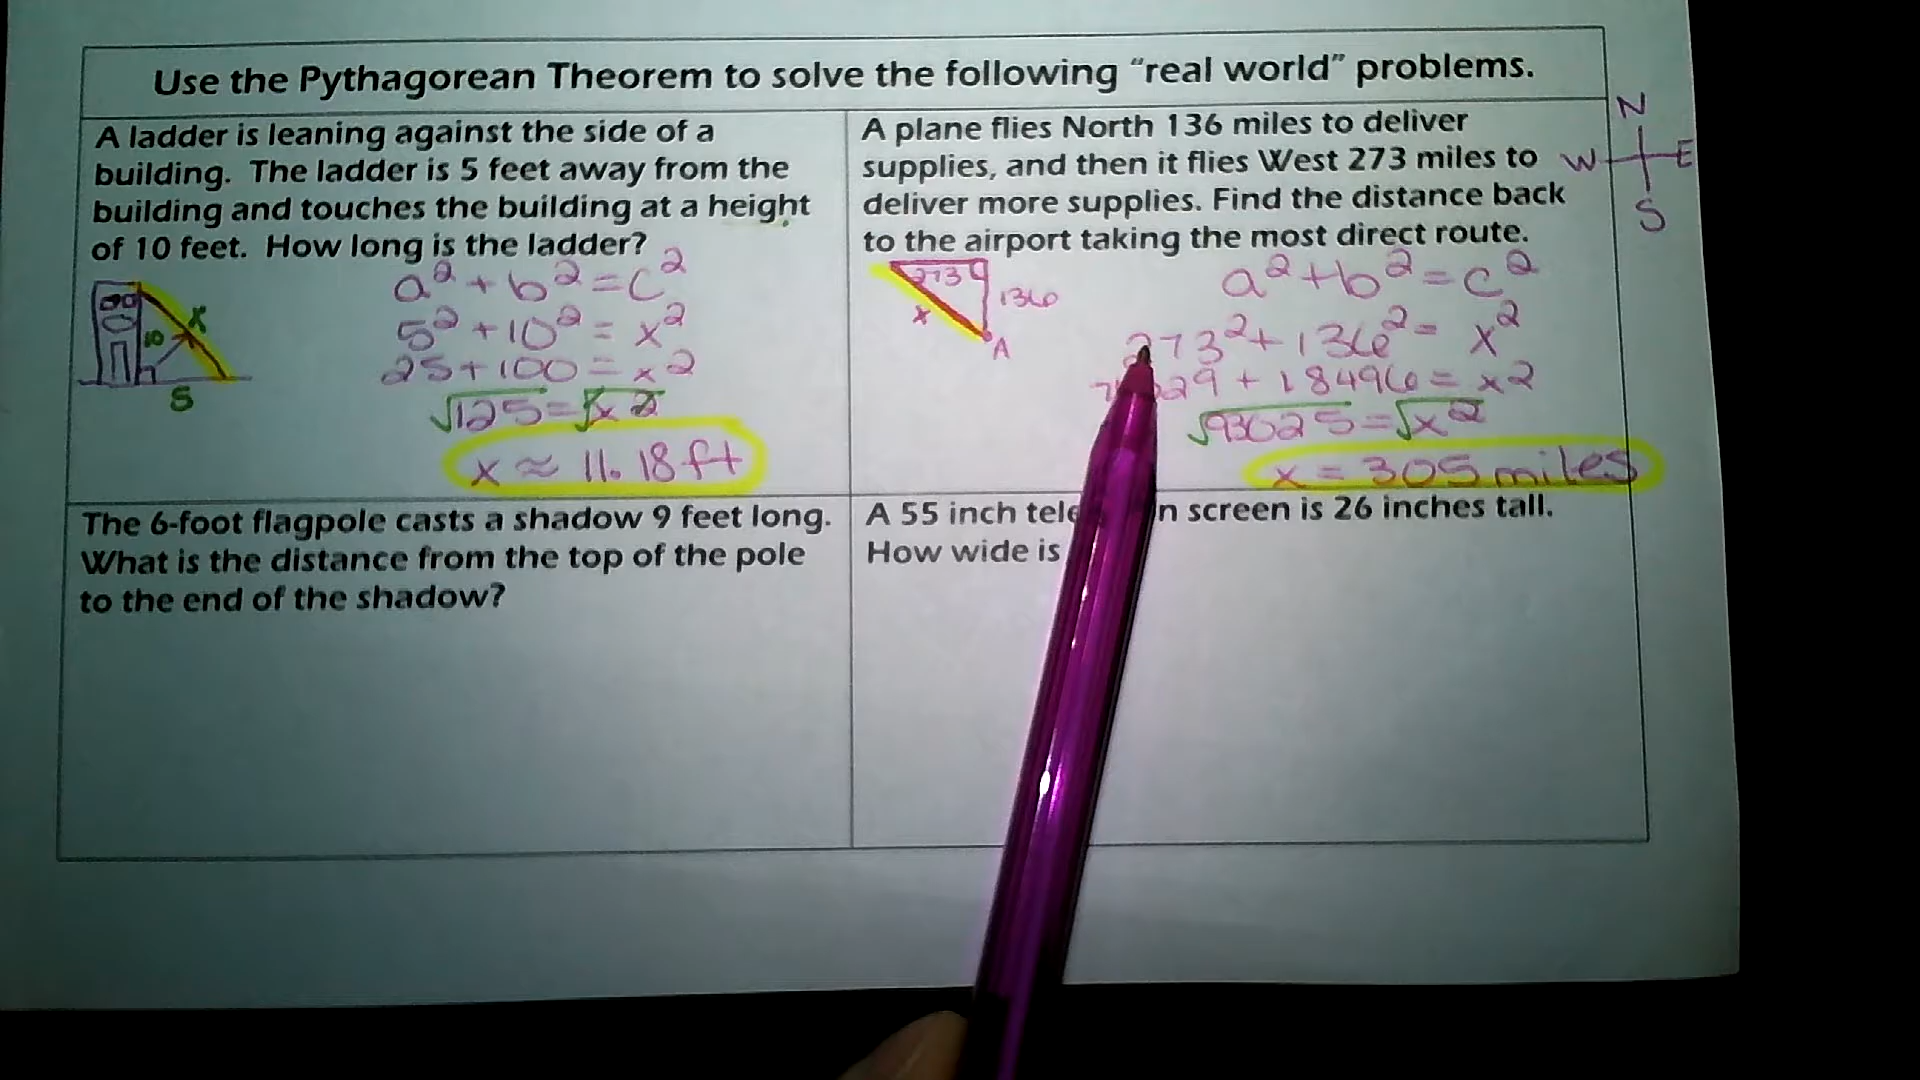 Use the Pythagorean Theorem to solve the following “real world” problems.
A ladder is leaning against the side of a
building. The ladder is 5 feet away from the
building and touches the building at a height
of 10 feet. How long is the ladder?
a² + b² = c²
5² + 10² = x²
25 + 100 = x²
√125 = √x²
x ≈ 11.18 ft
10
x
5
A plane flies North 136 miles to deliver
supplies, and then it flies West 273 miles to
deliver more supplies. Find the distance back
to the airport taking the most direct route.
N
W E
S
273
136
x
A
a² + b² = c²
273² + 136² = x²
29 + 18496 = x²
√93025 = √x²
x = 305 miles
The 6-foot flagpole casts a shadow 9 feet long.
What is the distance from the top of the pole
to the end of the shadow?
A 55 inch screen is 26 inches tall.
How wide is